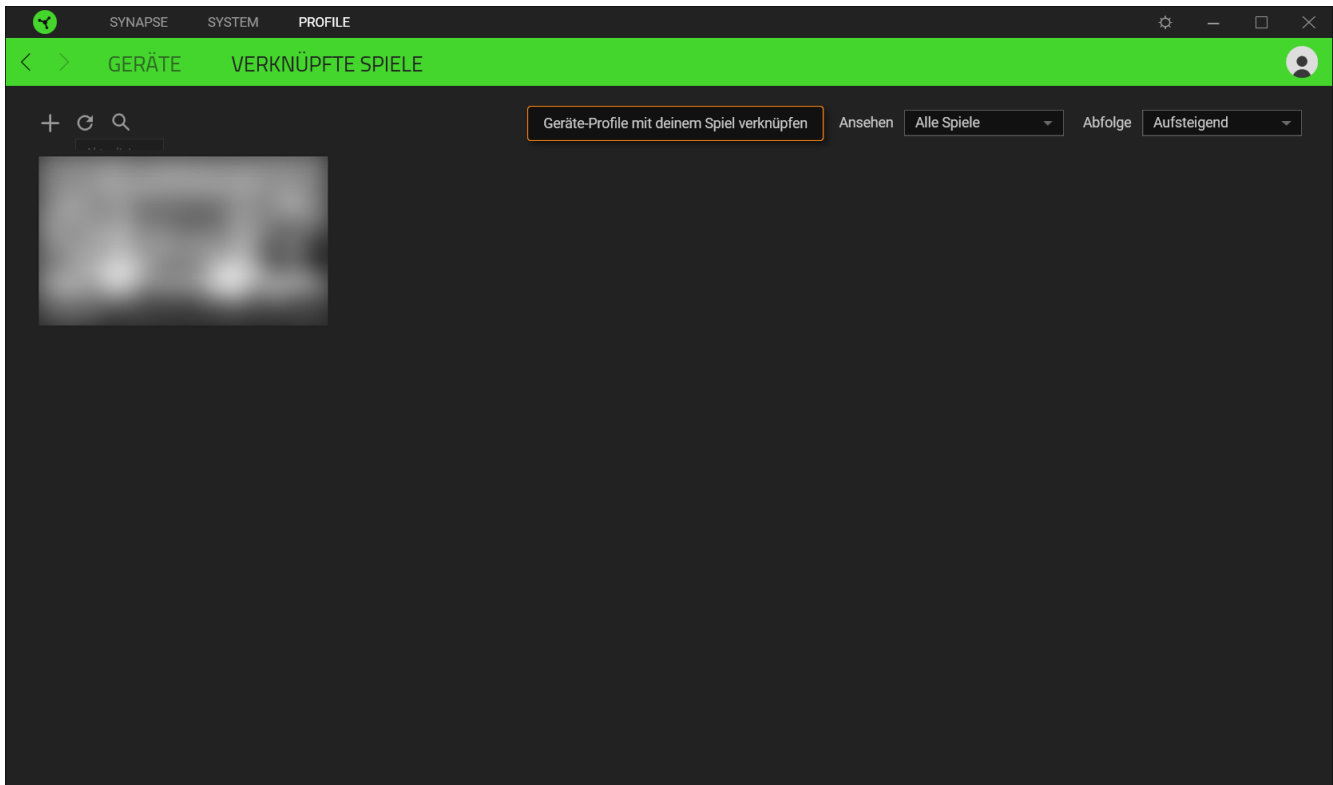 SYNAPSE SYSTEM PROFILE
GERÄTE VERKNÜPFTE SPIELE
Geräte-Profile mit deinem Spiel verknüpfen Ansehen Alle Spiele Abfolge Aufsteigend